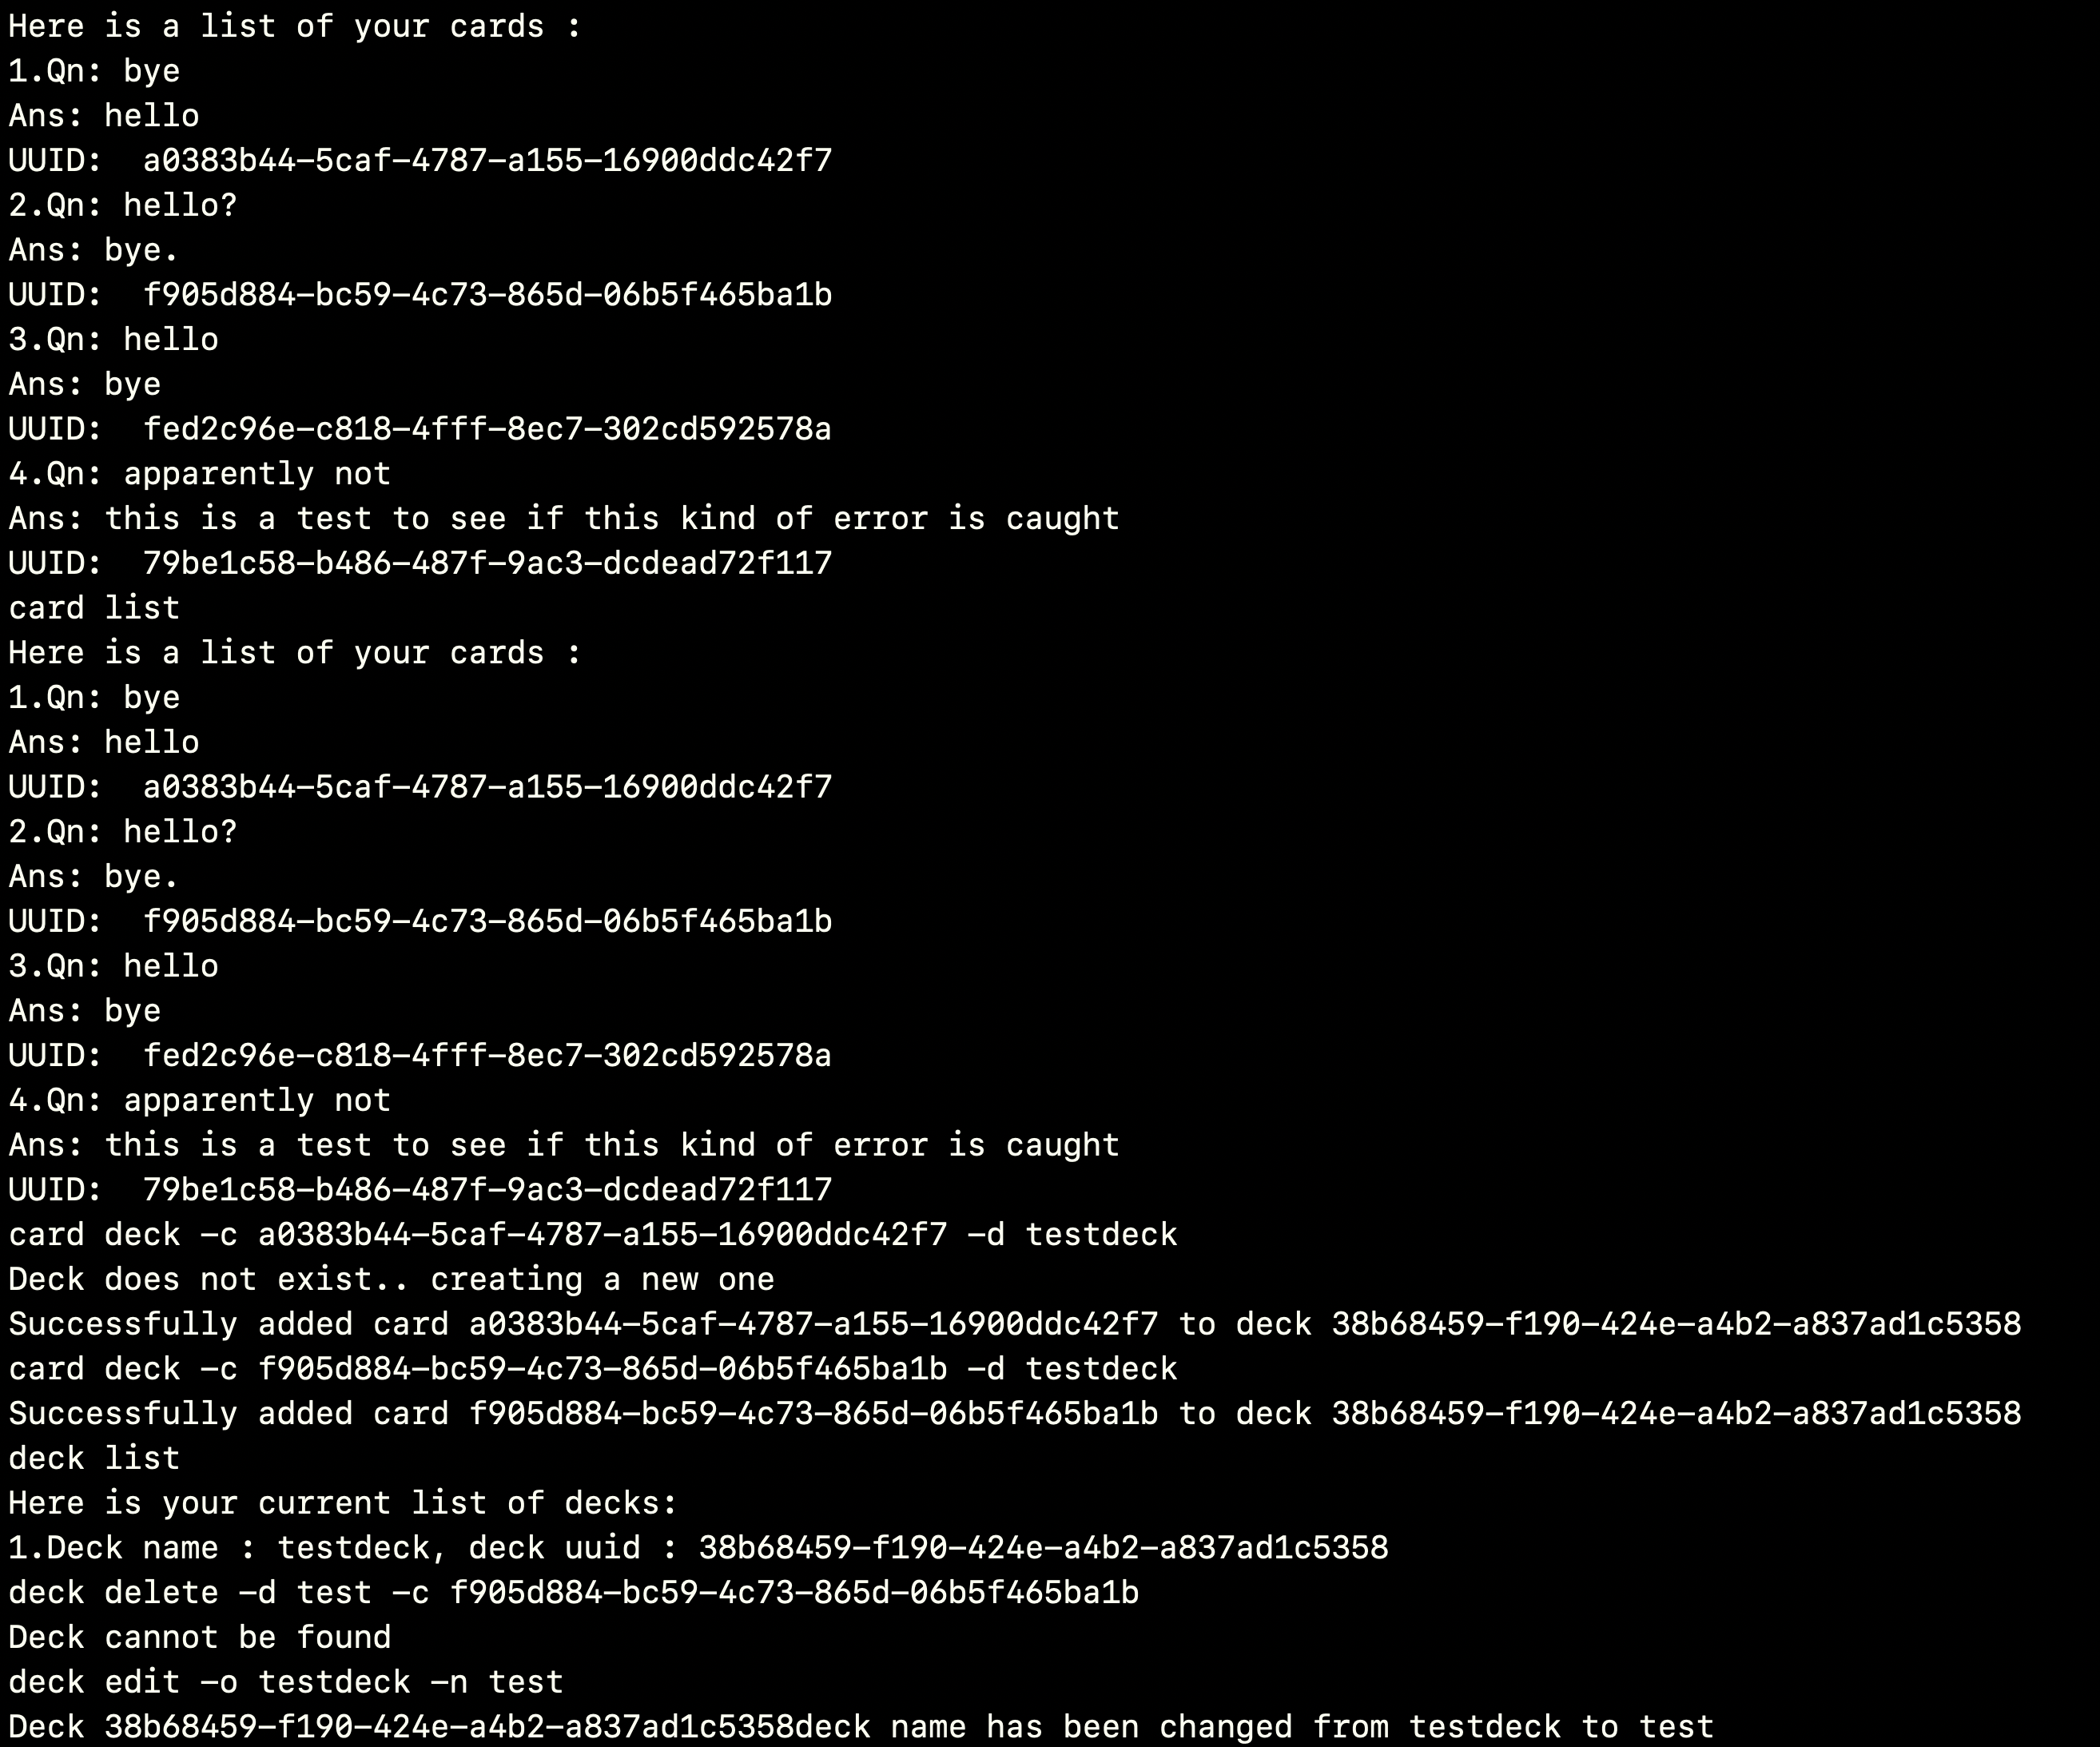 Here is a list of your cards :
1.Qn: bye
Ans: hello
UUID:  a0383b44-5caf-4787-a155-16900ddc42f7
2.Qn: hello?
Ans: bye.
UUID:  f905d884-bc59-4c73-865d-06b5f465ba1b
3.Qn: hello
Ans: bye
UUID:  fed2c96e-c818-4fff-8ec7-302cd592578a
4.Qn: apparently not
Ans: this is a test to see if this kind of error is caught
UUID:  79be1c58-b486-487f-9ac3-dcdead72f117
card list
Here is a list of your cards :
1.Qn: bye
Ans: hello
UUID:  a0383b44-5caf-4787-a155-16900ddc42f7
2.Qn: hello?
Ans: bye.
UUID:  f905d884-bc59-4c73-865d-06b5f465ba1b
3.Qn: hello
Ans: bye
UUID:  fed2c96e-c818-4fff-8ec7-302cd592578a
4.Qn: apparently not
Ans: this is a test to see if this kind of error is caught
UUID:  79be1c58-b486-487f-9ac3-dcdead72f117
card deck -c a0383b44-5caf-4787-a155-16900ddc42f7 -d testdeck
Deck does not exist.. creating a new one
Successfully added card a0383b44-5caf-4787-a155-16900ddc42f7 to deck 38b68459-f190-424e-a4b2-a837ad1c5358
card deck -c f905d884-bc59-4c73-865d-06b5f465ba1b -d testdeck
Successfully added card f905d884-bc59-4c73-865d-06b5f465ba1b to deck 38b68459-f190-424e-a4b2-a837ad1c5358
deck list
Here is your current list of decks:
1.Deck name : testdeck, deck uuid : 38b68459-f190-424e-a4b2-a837ad1c5358
deck delete -d test -c f905d884-bc59-4c73-865d-06b5f465ba1b
Deck cannot be found
deck edit -o testdeck -n test
Deck 38b68459-f190-424e-a4b2-a837ad1c5358deck name has been changed from testdeck to test